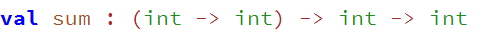 val sum : (int -> int) -> int -> int